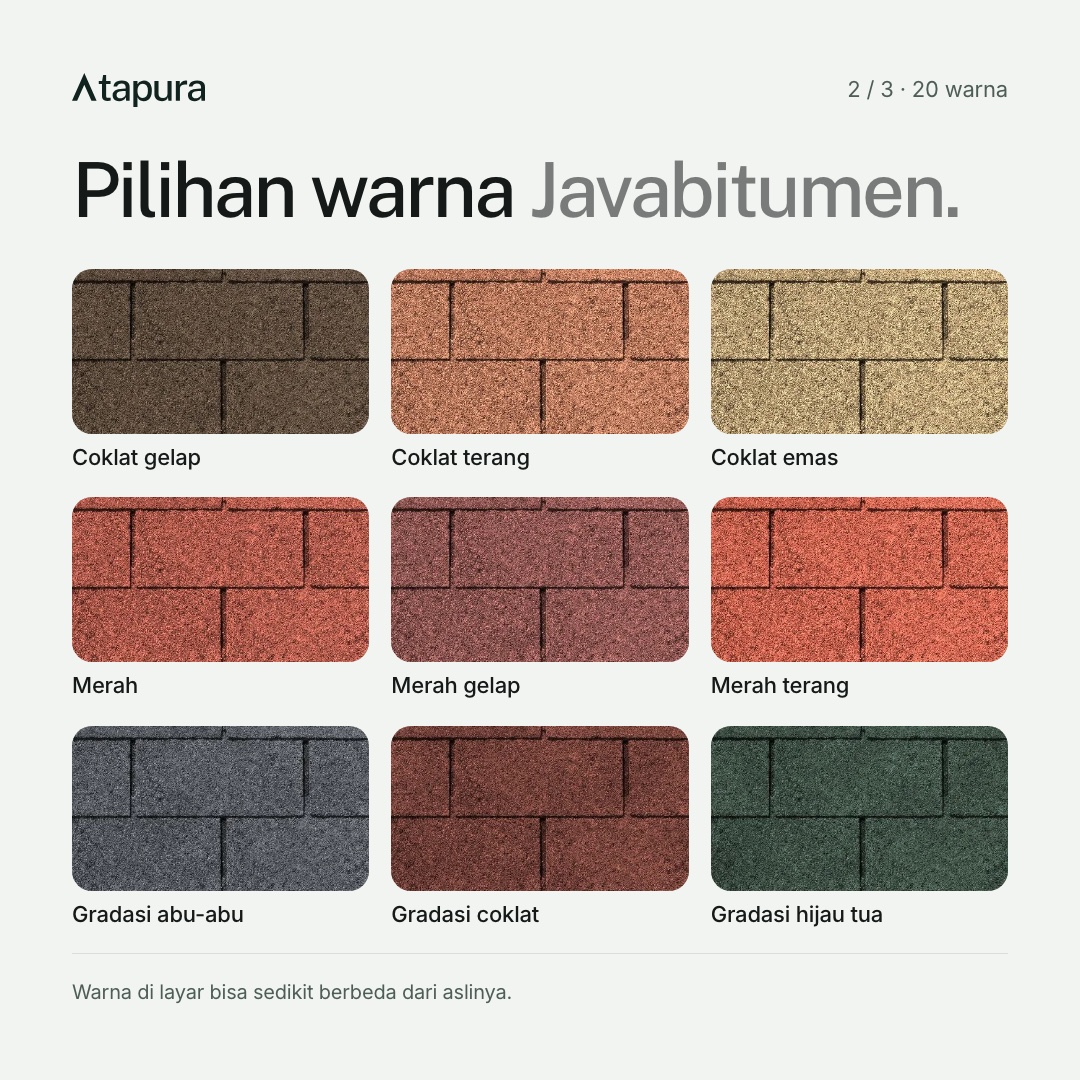 Atapura
2 / 3 · 20 warna
Pilihan warna Javabitumen.
Coklat gelap
Coklat terang
Coklat emas
Merah
Merah gelap
Merah terang
Gradasi abu-abu
Gradasi coklat
Gradasi hijau tua
Warna di layar bisa sedikit berbeda dari aslinya.